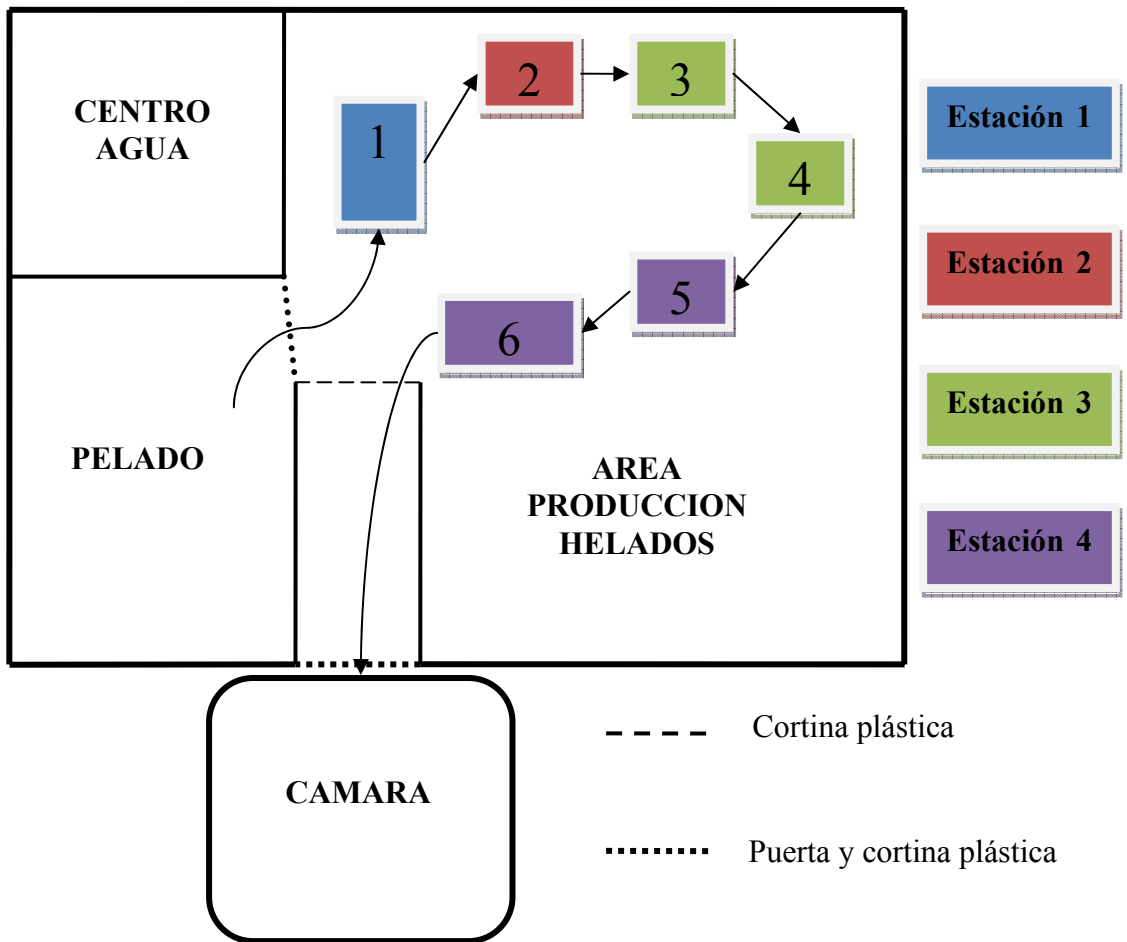 CENTRO
AGUA
1
2
3
4
5
6
PELADO
AREA
PRODUCCION
HELADOS
CAMARA
Estación 1
Estación 2
Estación 3
Estación 4
Cortina plástica
Puerta y cortina plástica